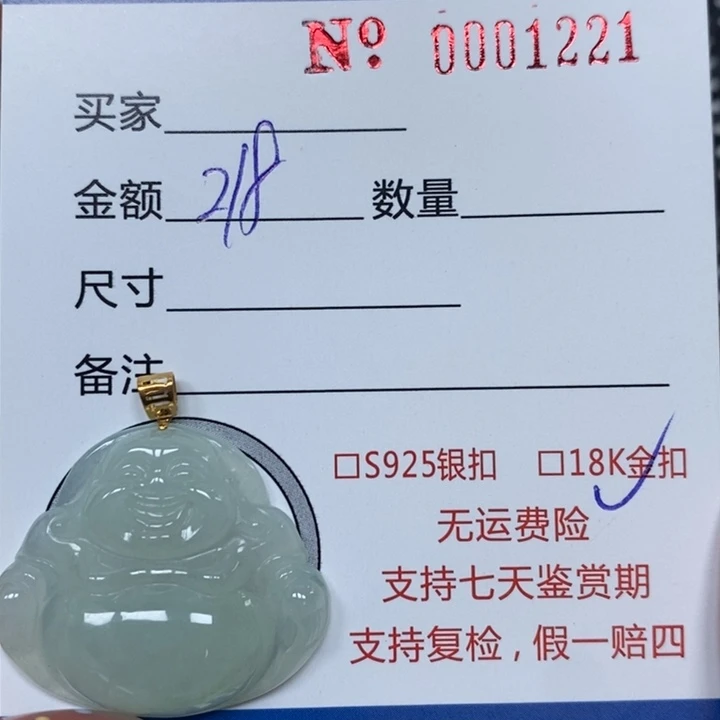 No 0001221
买家
金额 218 数量
尺寸
备注
□S925银扣 □18K金扣
无运费险
支持七天鉴赏期
支持复检,假一赔四